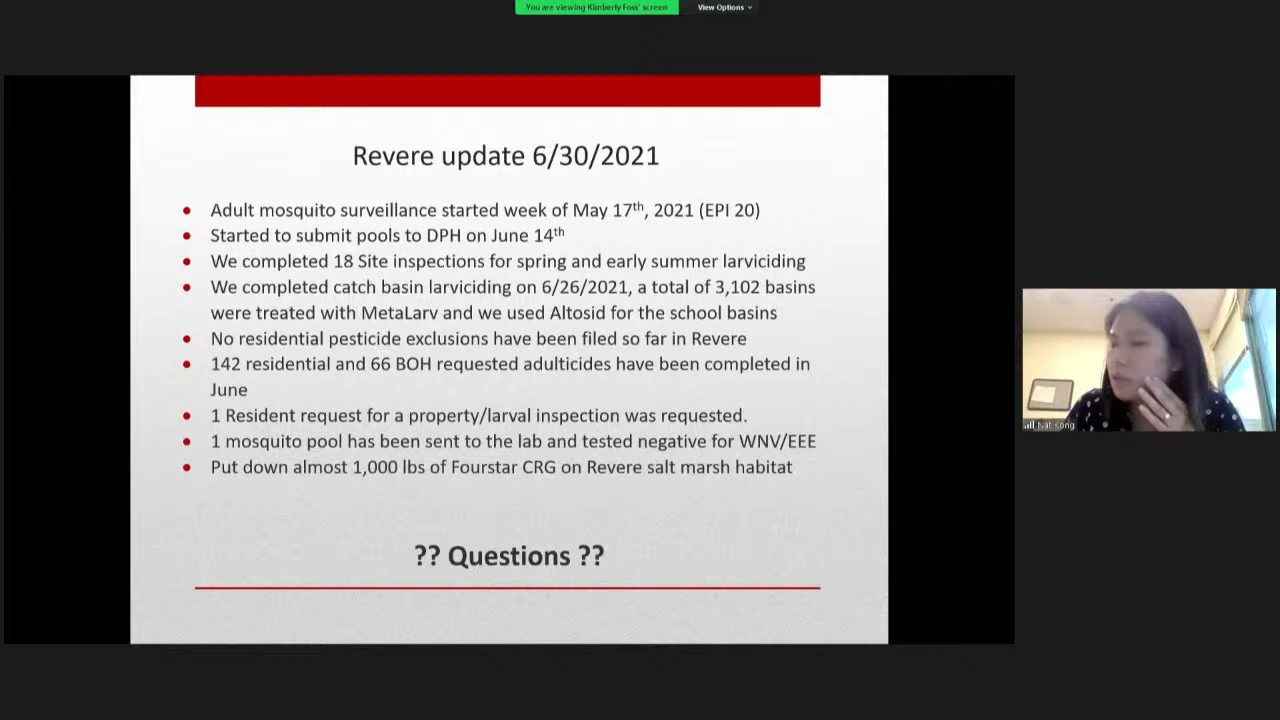 You are viewing Kimberly Foss' screen
View Options
Revere update 6/30/2021
Adult mosquito surveillance started week of May 17th, 2021 (EPI 20)
Started to submit pools to DPH on June 14th
We completed 18 Site inspections for spring and early summer larviciding
We completed catch basin larviciding on 6/26/2021, a total of 3,102 basins
were treated with MetaLarv and we used Altosid for the school basins
No residential pesticide exclusions have been filed so far in Revere
142 residential and 66 BOH requested adulticides have been completed in
June
1 Resident request for a property/larval inspection was requested.
1 mosquito pool has been sent to the lab and tested negative for WNV/EEE
Put down almost 1,000 lbs of Fourstar CRG on Revere salt marsh habitat
?? Questions ??
Nat Kong